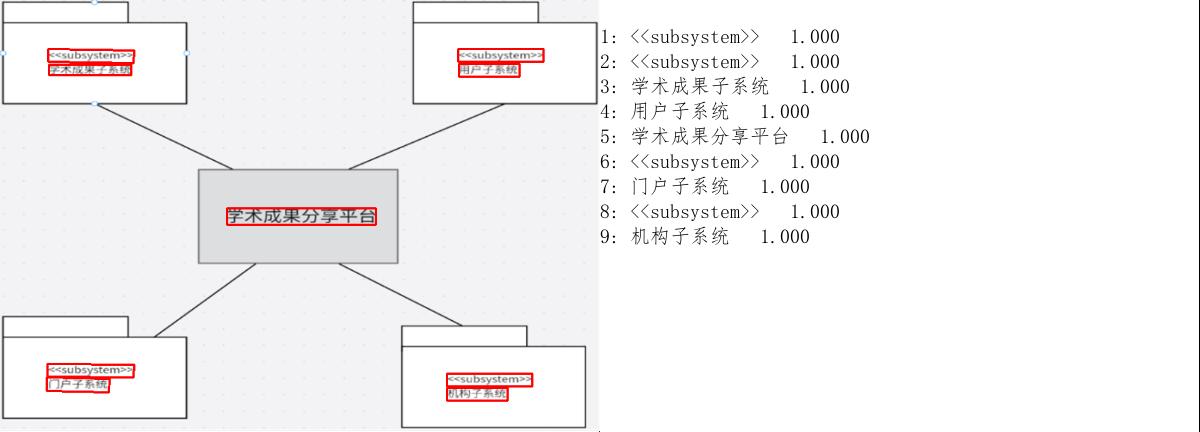 <<subsystem>>
学术成果子系统
<<subsystem>>
用户子系统
学术成果分享平台
<<subsystem>>
门户子系统
<<subsystem>>
机构子系统
1: <<subsystem>> 1.000
2: <<subsystem>> 1.000
3: 学术成果子系统 1.000
4: 用户子系统 1.000
5: 学术成果分享平台 1.000
6: <<subsystem>> 1.000
7: 门户子系统 1.000
8: <<subsystem>> 1.000
9: 机构子系统 1.000